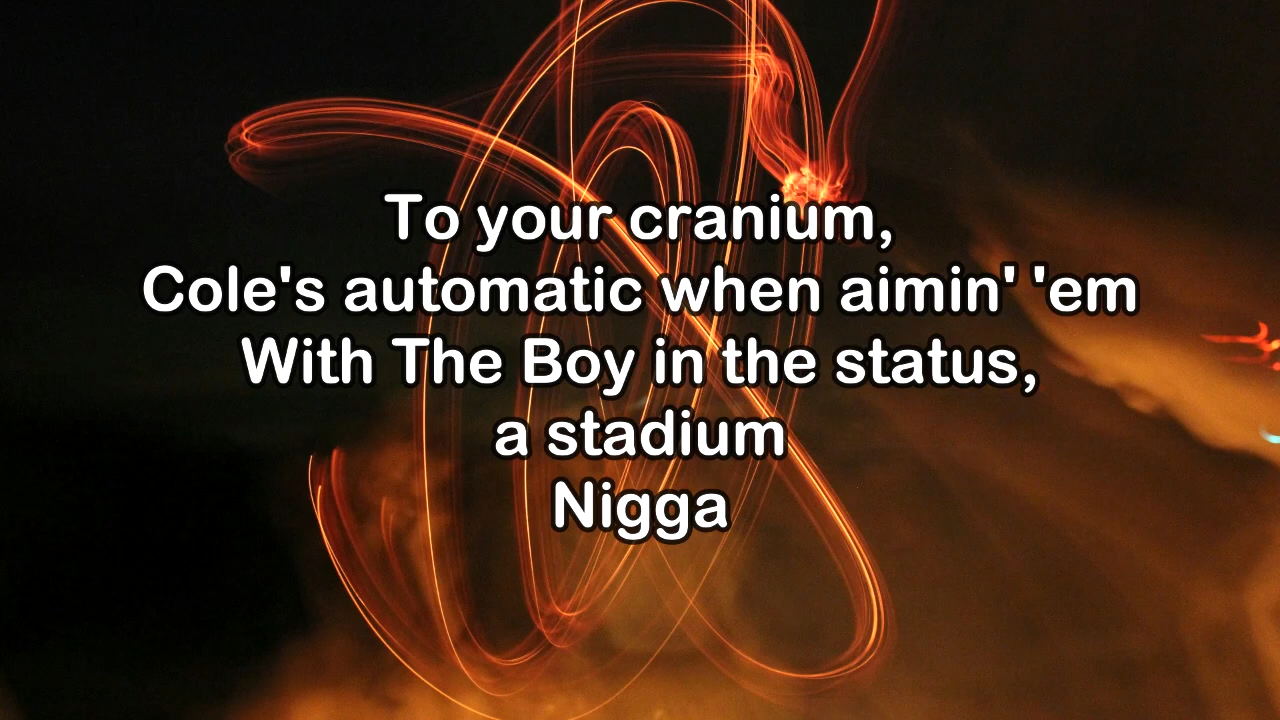 To your cranium,
Cole's automatic when aimin' 'em
With The Boy in the status,
a stadium
Nigga